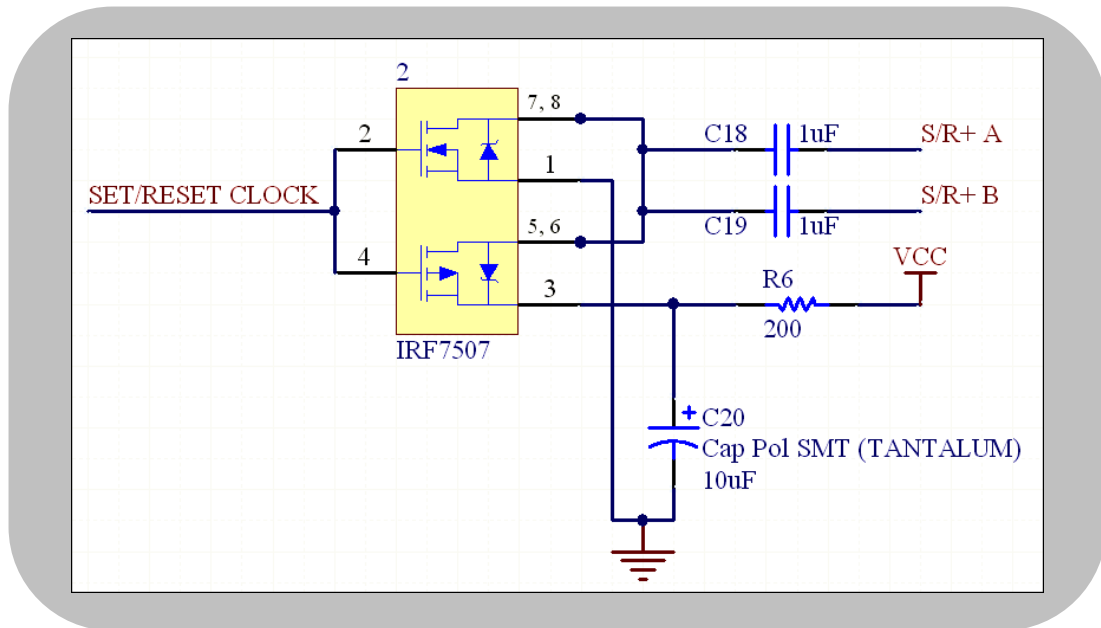 2
7, 8
2
C18
1uF
S/R+ A
1
SET/RESET CLOCK
S/R+ B
C19
1uF
5, 6
4
VCC
3
R6
200
IRF7507
+
C20
Cap Pol SMT (TANTALUM)
10uF